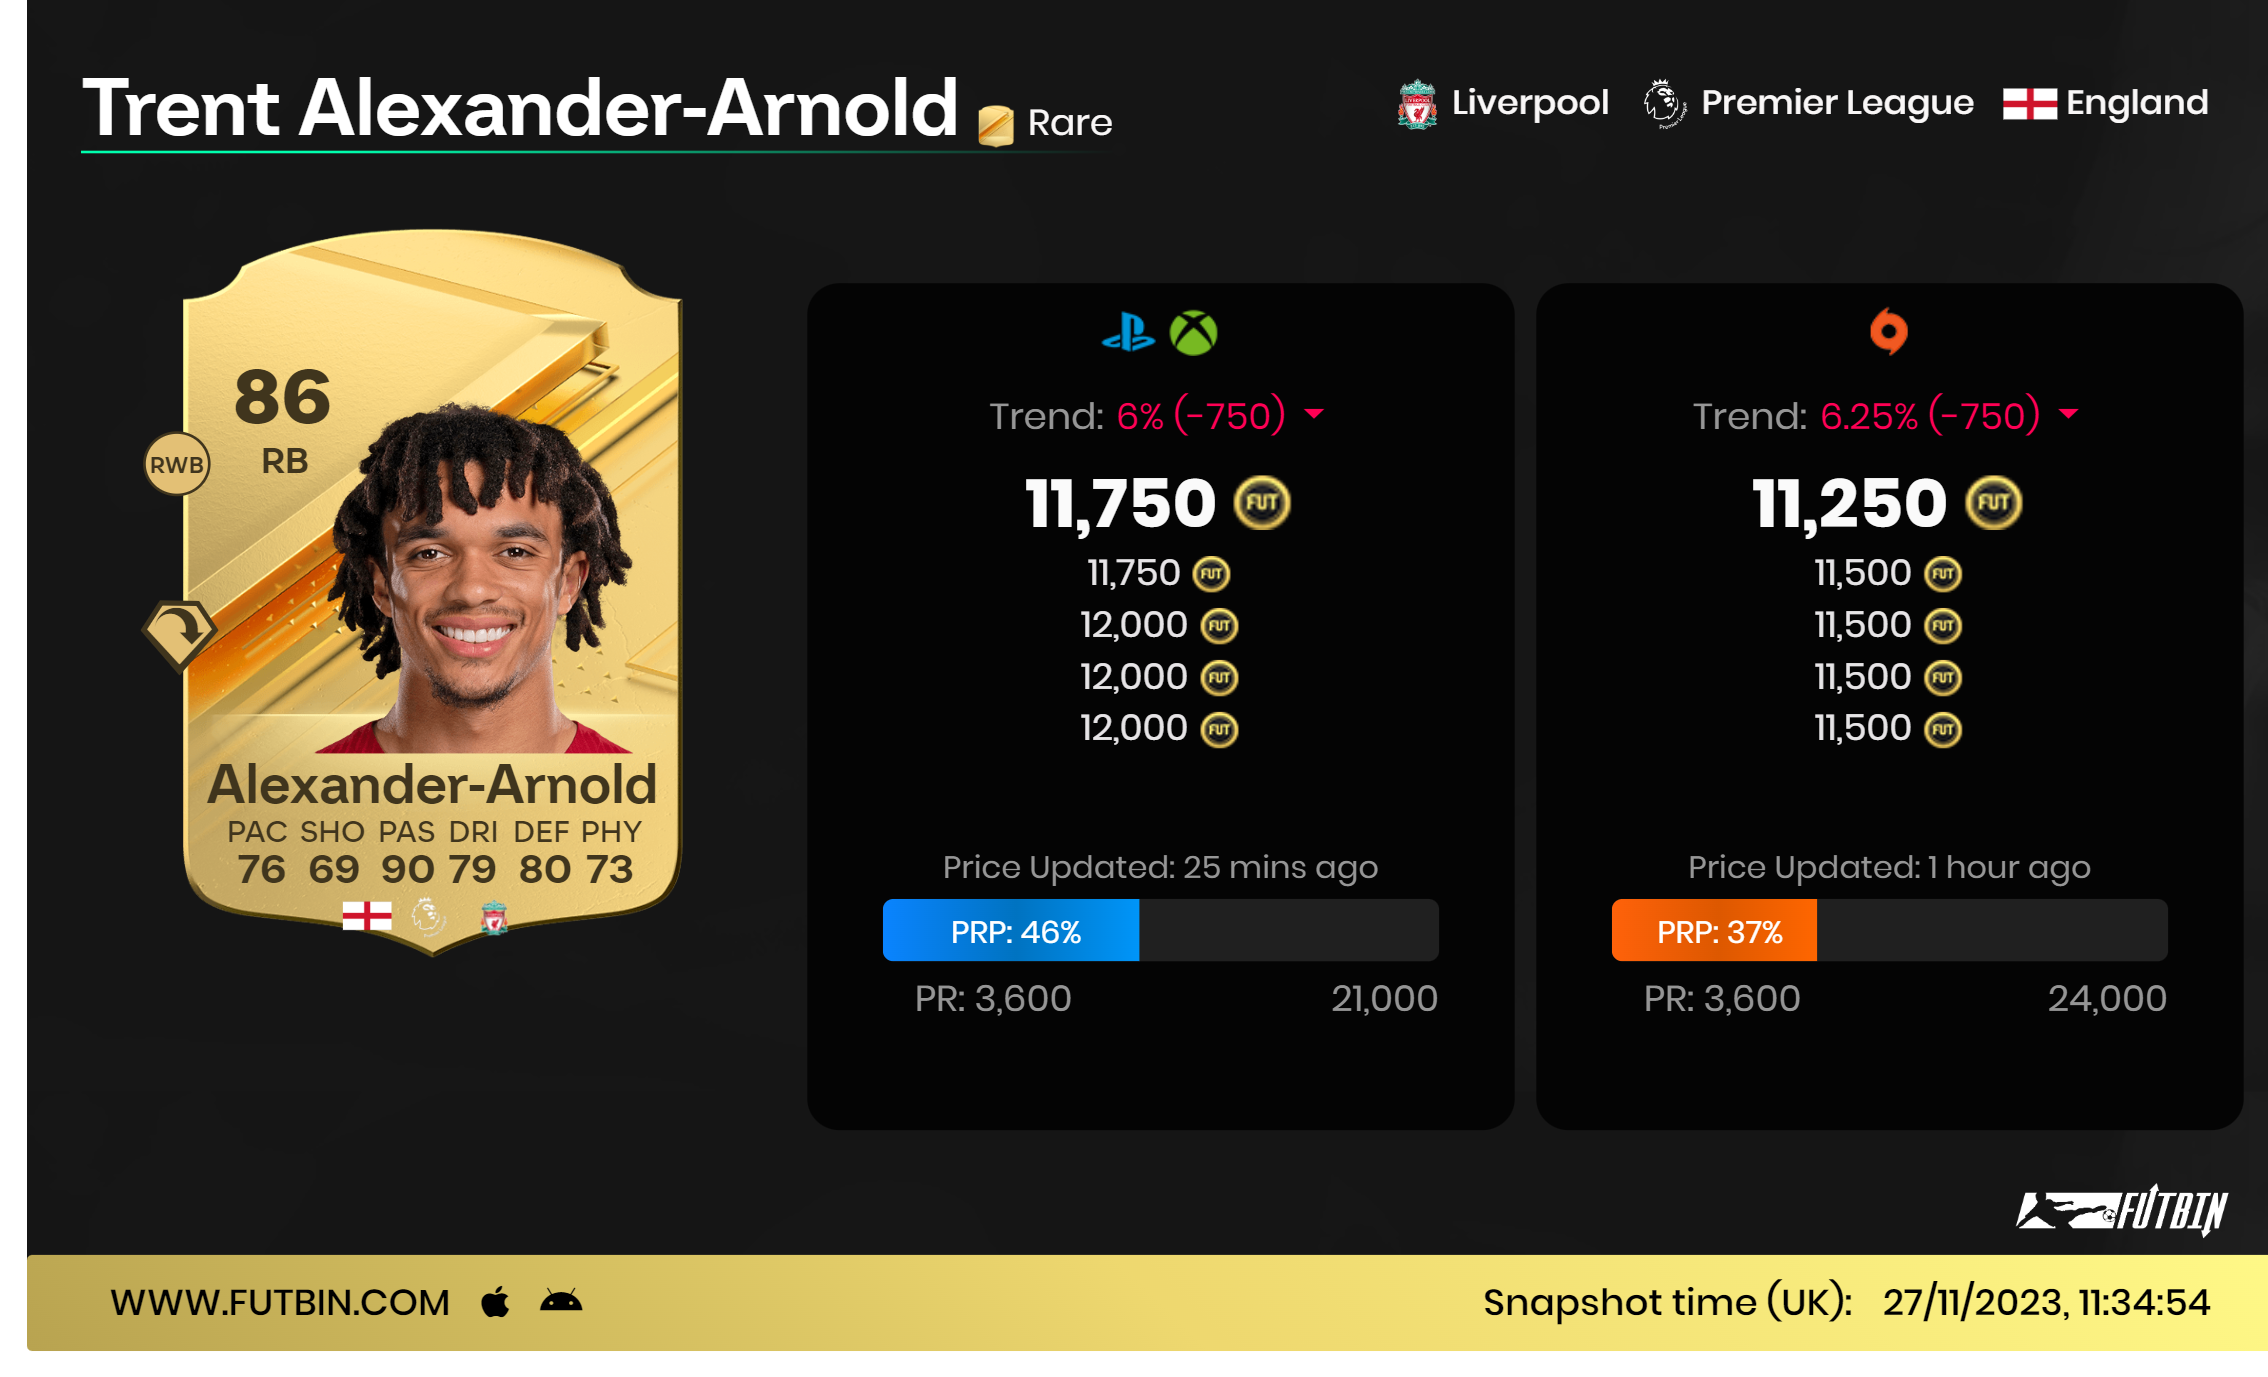 Trent Alexander-Arnold Rare
Liverpool Premier League England
86
RB
RWB
Alexander-Arnold
PAC SHO PAS DRI DEF PHY
76 69 90 79 80 73
Trend: 6% (-750)
11,750
11,750
12,000
12,000
12,000
Price Updated: 25 mins ago
PRP: 46%
PR: 3,600 21,000
Trend: 6.25% (-750)
11,250
11,500
11,500
11,500
11,500
Price Updated: 1 hour ago
PRP: 37%
PR: 3,600 24,000
FUTBIN
WWW.FUTBIN.COM
Snapshot time (UK): 27/11/2023, 11:34:54